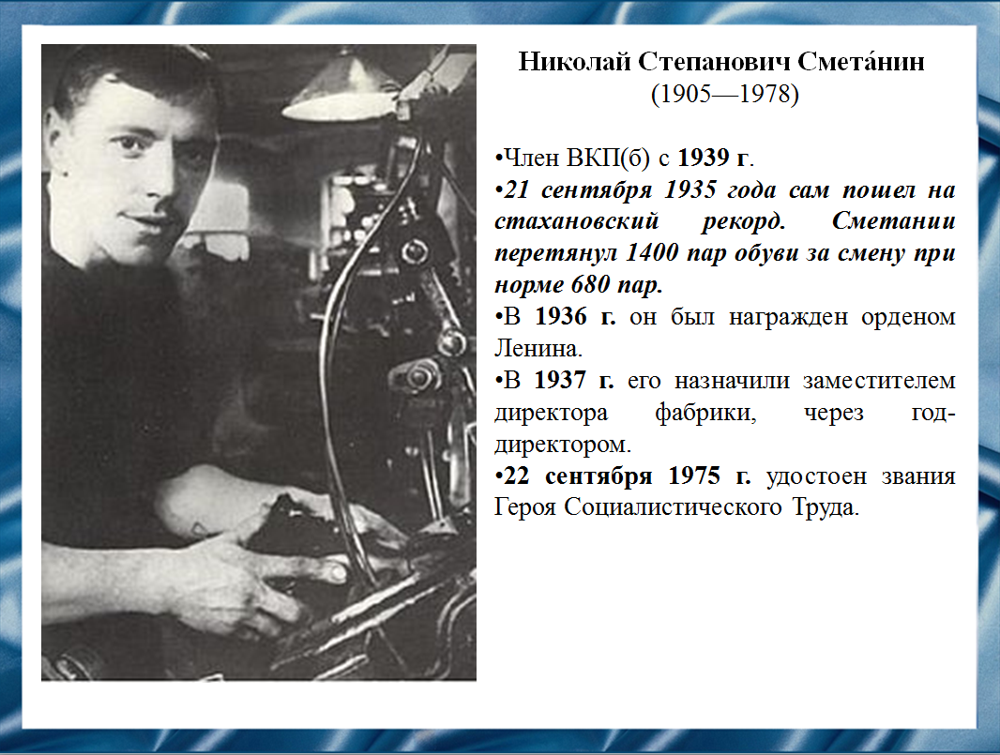 Николай Степанович Смета́нин
(1905—1978)
•Член ВКП(б) с 1939 г.
•21 сентября 1935 года сам пошел на
стахановский рекорд. Сметании
перетянул 1400 пар обуви за смену при
норме 680 пар.
•В 1936 г. он был награжден орденом
Ленина.
•В 1937 г. его назначили заместителем
директора фабрики, через год-
директором.
•22 сентября 1975 г. удостоен звания
Героя Социалистического Труда.